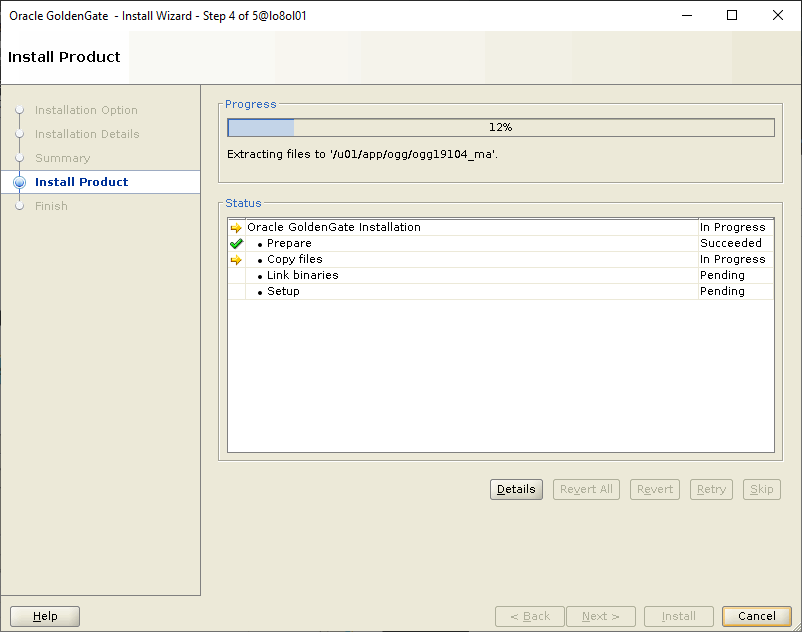 Oracle GoldenGate - Install Wizard - Step 4 of 5@lo8ol01
Install Product
Installation Option
Installation Details
Summary
Install Product
Finish
Progress
12%
Extracting files to '/u01/app/ogg/ogg19104_ma'.
Status
Oracle GoldenGate Installation In Progress
• Prepare Succeeded
• Copy files In Progress
• Link binaries Pending
• Setup Pending
Details Revert All Revert Retry Skip
Help < Back Next > Install Cancel